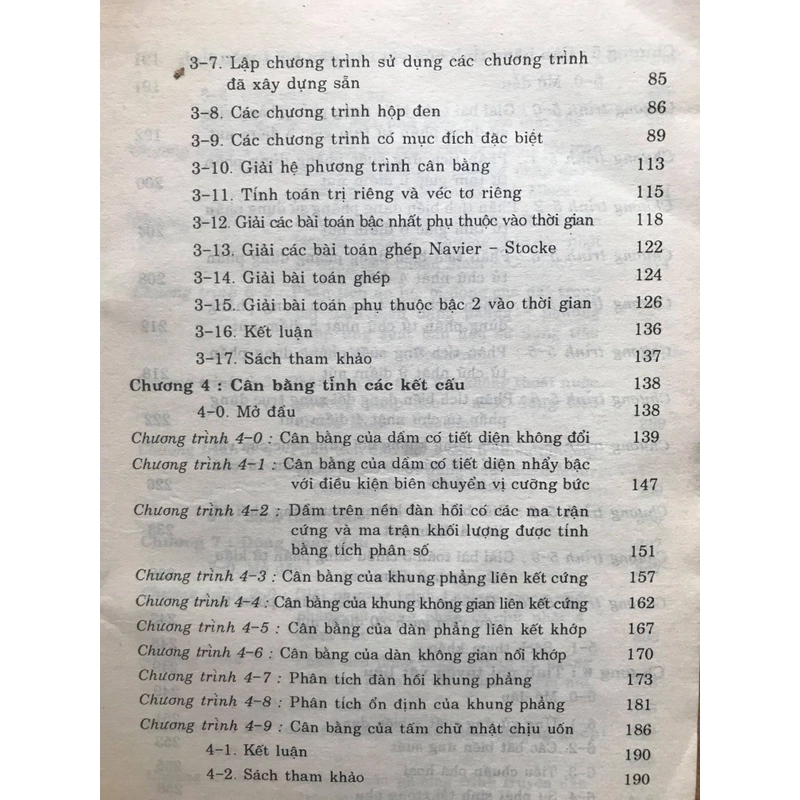 3-7. Lập chương trình sử dụng các chương trình
đã xây dựng sẵn 85
3-8. Các chương trình hộp đen 86
3-9. Các chương trình có mục đích đặc biệt 89
3-10. Giải hệ phương trình cân bằng 113
3-11. Tính toán trị riêng và véc tơ riêng 115
3-12. Giải các bài toán bậc nhất phụ thuộc vào thời gian 118
3-13. Giải các bài toán ghép Navier - Stocke 122
3-14. Giải bài toán ghép 124
3-15. Giải bài toán phụ thuộc bậc 2 vào thời gian 126
3-16. Kết luận 136
3-17. Sách tham khảo 137
Chương 4 : Cân bằng tĩnh các kết cấu 138
4-0. Mở đầu 138
Chương trình 4-0 : Cân bằng của dầm có tiết diện không đổi 139
Chương trình 4-1 : Cân bằng của dầm có tiết diện nhẩy bậc
với điều kiện biên chuyển vị cưỡng bức 147
Chương trình 4-2 : Dầm trên nền đàn hồi có các ma trận
cứng và ma trận khối lượng được tính
bằng tích phân số 151
Chương trình 4-3 : Cân bằng của khung phẳng liên kết cứng 157
Chương trình 4-4 : Cân bằng của khung không gian liên kết cứng 162
Chương trình 4-5 : Cân bằng của dàn phẳng liên kết khớp 167
Chương trình 4-6 : Cân bằng của dàn không gian nối khớp 170
Chương trình 4-7 : Phân tích đàn hồi khung phẳng 173
Chương trình 4-8 : Phân tích ổn định của khung phẳng 181
Chương trình 4-9 : Cân bằng của tấm chữ nhật chịu uốn 186
4-1. Kết luận 190
4-2. Sách tham khảo 190